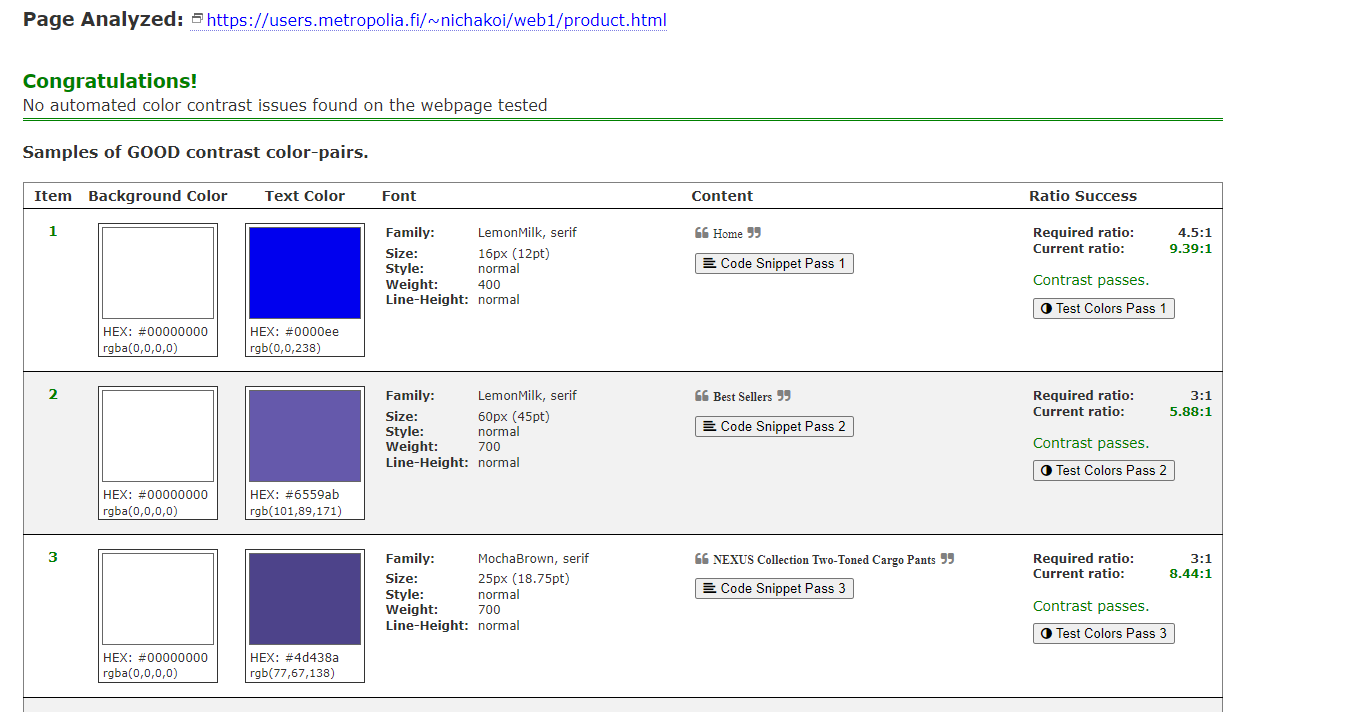 Page Analyzed: https://users.metropolia.fi/~nichakoi/web1/product.html
Congratulations!
No automated color contrast issues found on the webpage tested
Samples of GOOD contrast color-pairs.
Item Background Color Text Color Font Content Ratio Success
1
HEX: #00000000
rgba(0,0,0,0)
HEX: #0000ee
rgb(0,0,238)
Family: LemonMilk, serif
Size: 16px (12pt)
Style: normal
Weight: 400
Line-Height: normal
❝ Home ❞
Code Snippet Pass 1
Required ratio: 4.5:1
Current ratio: 9.39:1
Contrast passes.
Test Colors Pass 1
2
HEX: #00000000
rgba(0,0,0,0)
HEX: #6559ab
rgb(101,89,171)
Family: LemonMilk, serif
Size: 60px (45pt)
Style: normal
Weight: 700
Line-Height: normal
❝ Best Sellers ❞
Code Snippet Pass 2
Required ratio: 3:1
Current ratio: 5.88:1
Contrast passes.
Test Colors Pass 2
3
HEX: #00000000
rgba(0,0,0,0)
HEX: #4d438a
rgb(77,67,138)
Family: MochaBrown, serif
Size: 25px (18.75pt)
Style: normal
Weight: 700
Line-Height: normal
❝ NEXUS Collection Two-Toned Cargo Pants ❞
Code Snippet Pass 3
Required ratio: 3:1
Current ratio: 8.44:1
Contrast passes.
Test Colors Pass 3